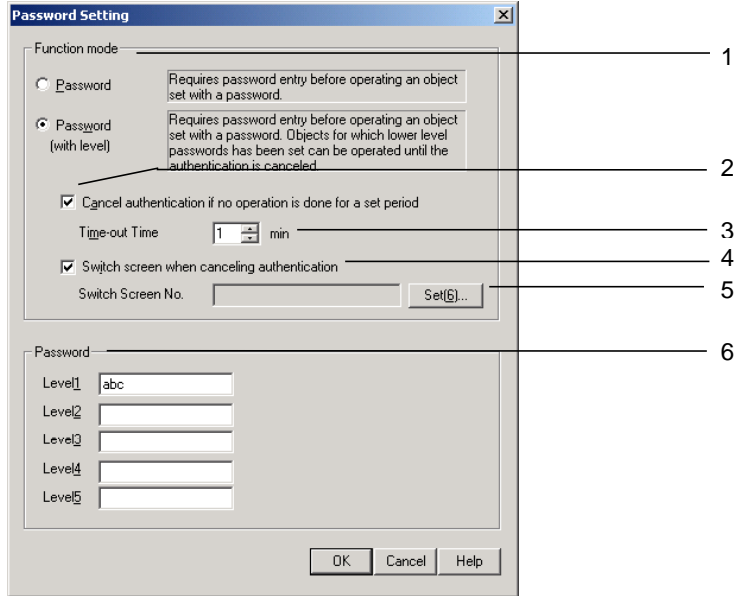 Password Setting
Function mode
1
Password
Requires password entry before operating an object
set with a password.
Password
(with level)
Requires password entry before operating an object
set with a password. Objects for which lower level
passwords has been set can be operated until the
authentication is canceled.
2
Cancel authentication if no operation is done for a set period
Time-out Time
1
min
3
Switch screen when canceling authentication
4
Switch Screen No.
Set(6)...
5
Password
6
Level1
abc
Level2
Level3
Level4
Level5
OK
Cancel
Help